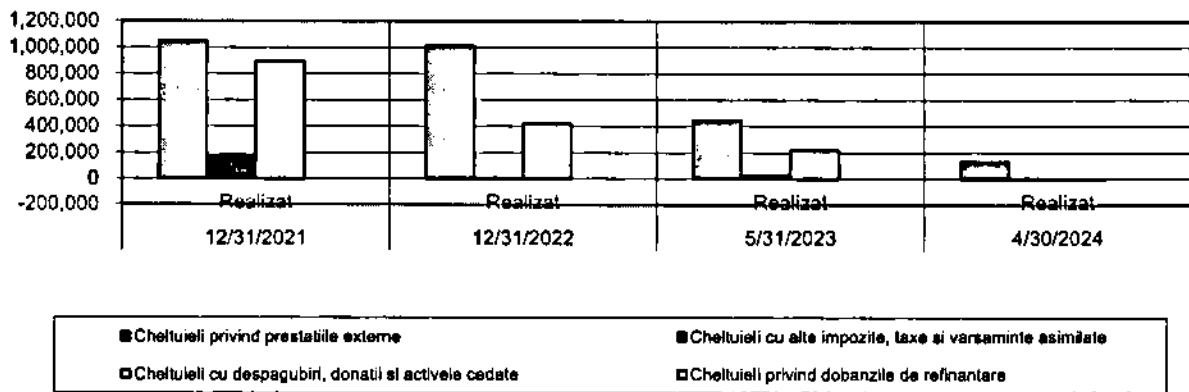 1,200,000
1,000,000
800,000
600,000
400,000
200,000
0
-200,000
Realizat Realizat Realizat Realizat
12/31/2021 12/31/2022 5/31/2023 4/30/2024
Cheltuieli privind prestatiile externe Cheltuieli cu alte impozite, taxe si varsaminte asimilate
Cheltuieli cu despagubiri, donatii si activele cedate Cheltuieli privind dobanzile de refinantare